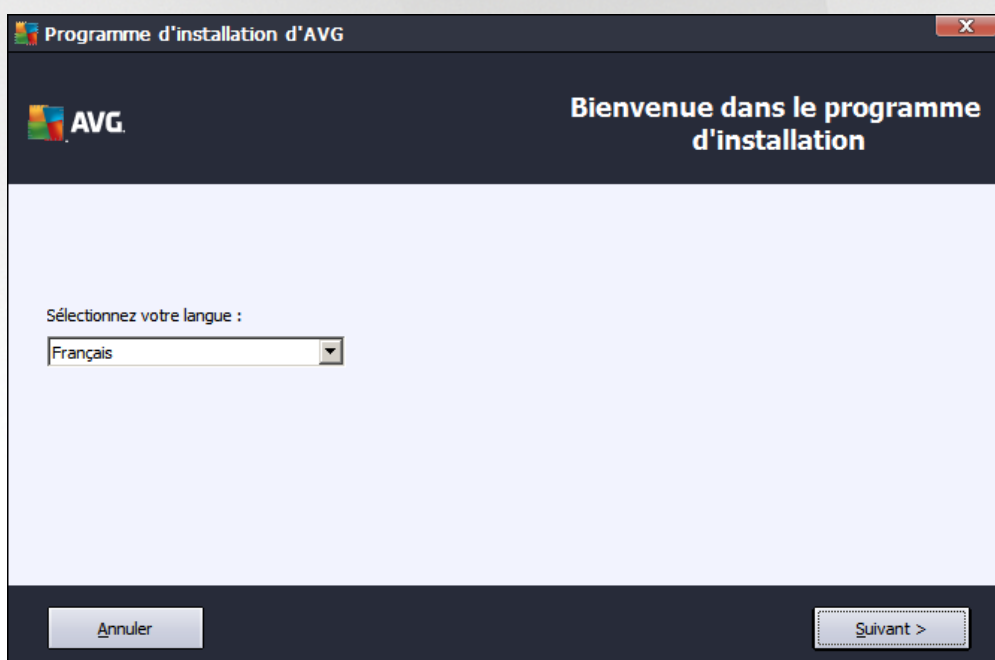 Programme d'installation d'AVG
X
AVG.
Bienvenue dans le programme
d'installation
Sélectionnez votre langue :
Français
Annuler
Suivant >